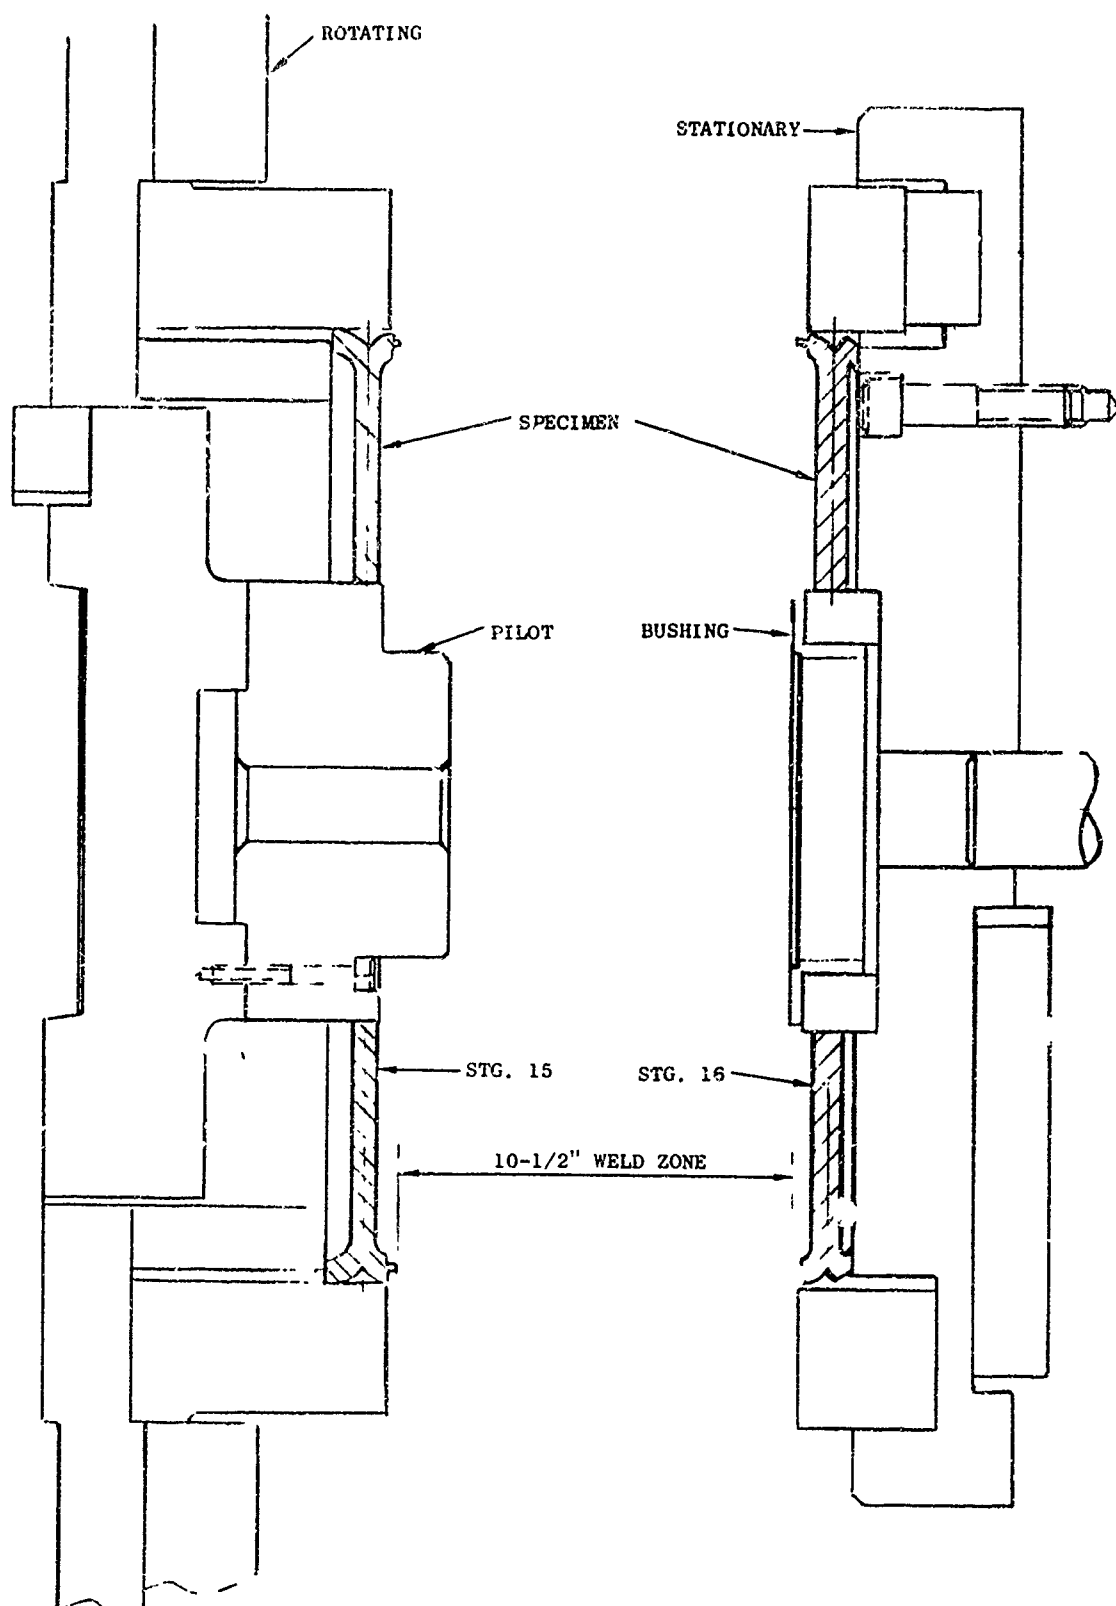 ROTATING
STATIONARY
SPECIMEN
PILOT
BUSHING
STG. 15
STG. 16
10-1/2" WELD ZONE